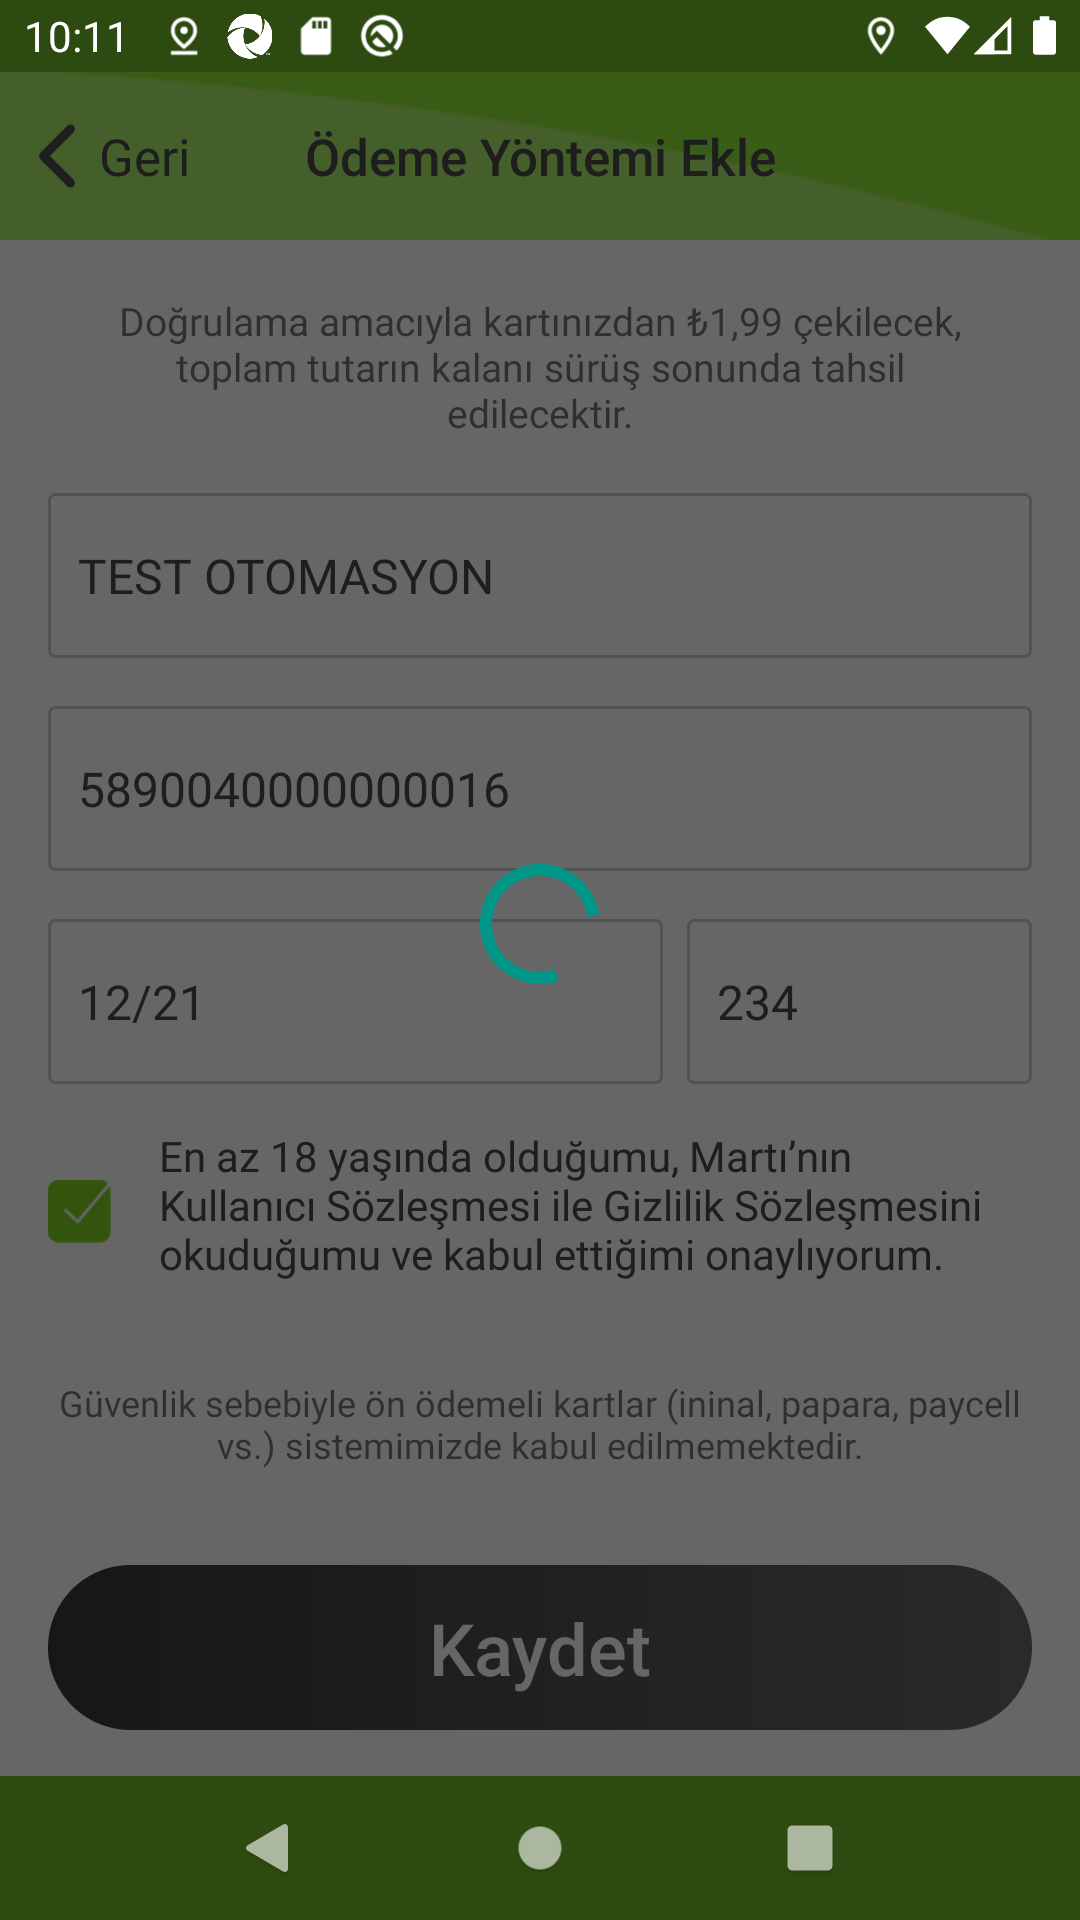 10:11
Geri
Ödeme Yöntemi Ekle
Doğrulama amacıyla kartınızdan ₺1,99 çekilecek,
toplam tutarın kalanı sürüş sonunda tahsil
edilecektir.
TEST OTOMASYON
5890040000000016
12/21
234
En az 18 yaşında olduğumu, Martı’nın
Kullanıcı Sözleşmesi ile Gizlilik Sözleşmesini
okuduğumu ve kabul ettiğimi onaylıyorum.
Güvenlik sebebiyle ön ödemeli kartlar (ininal, papara, paycell
vs.) sistemimizde kabul edilmemektedir.
Kaydet